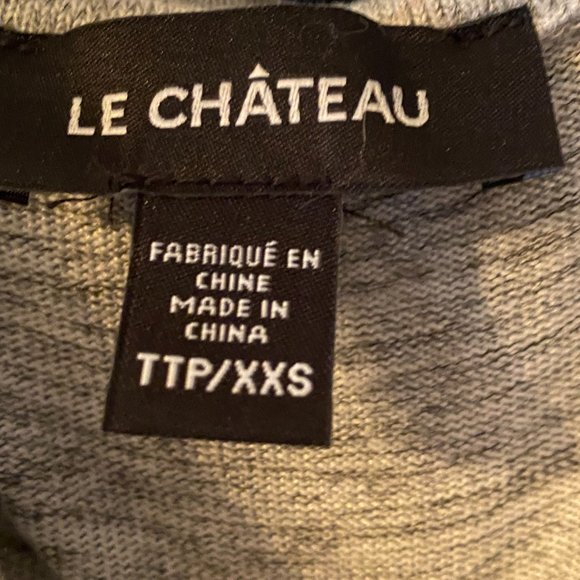 LE CHÂTEAU
FABRIQUÉ EN
CHINE
MADE IN
CHINA
TTP/XXS